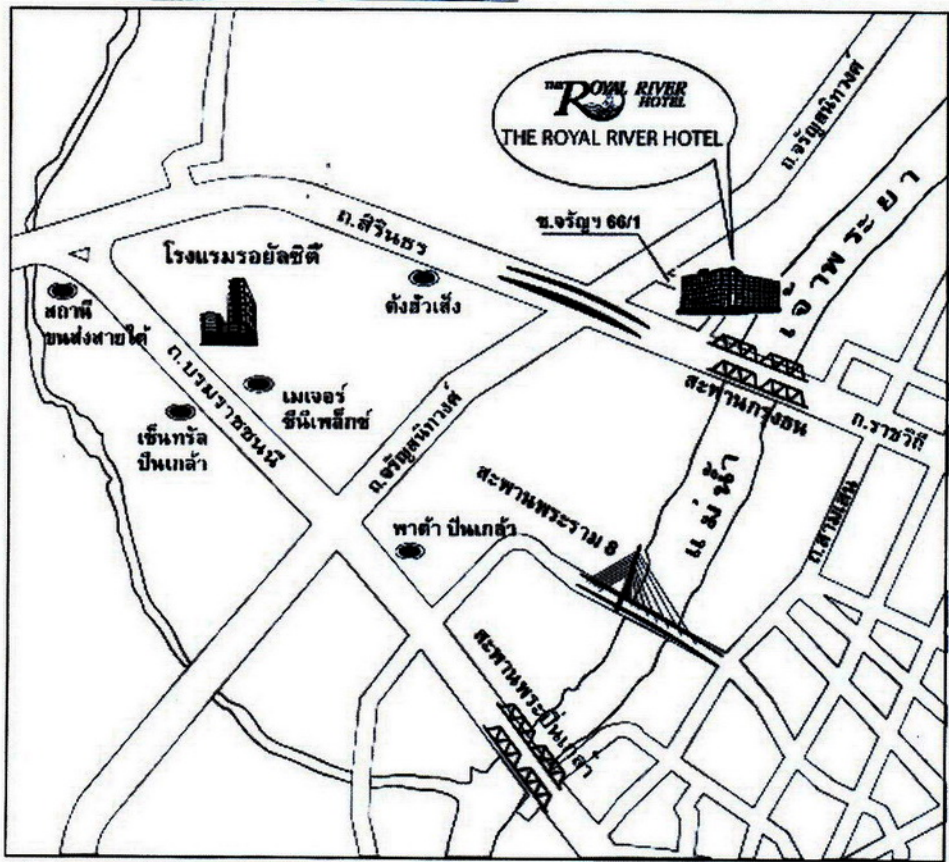 THE ROYAL RIVER
HOTEL
THE ROYAL RIVER HOTEL
ถ.จรัญสนิทวงศ์
ซ.จรัญฯ 66/1
ถ.สิรินธร
โรงแรมรอยัลซิตี้
ตั้งฮั่วเส็ง
สถานี
ขนส่งสายใต้
แม่น้ำเจ้าพระยา
เมเจอร์
ซีนีเพล็กซ์
ถ.บรมราชชนนี
เซ็นทรัล
ปิ่นเกล้า
ถ.จรัญสนิทวงศ์
สะพานกรุงธน
ถ.ราชวิถี
สะพานพระราม 8
ถ.สามเสน
พาต้า ปิ่นเกล้า
สะพานพระปิ่นเกล้า